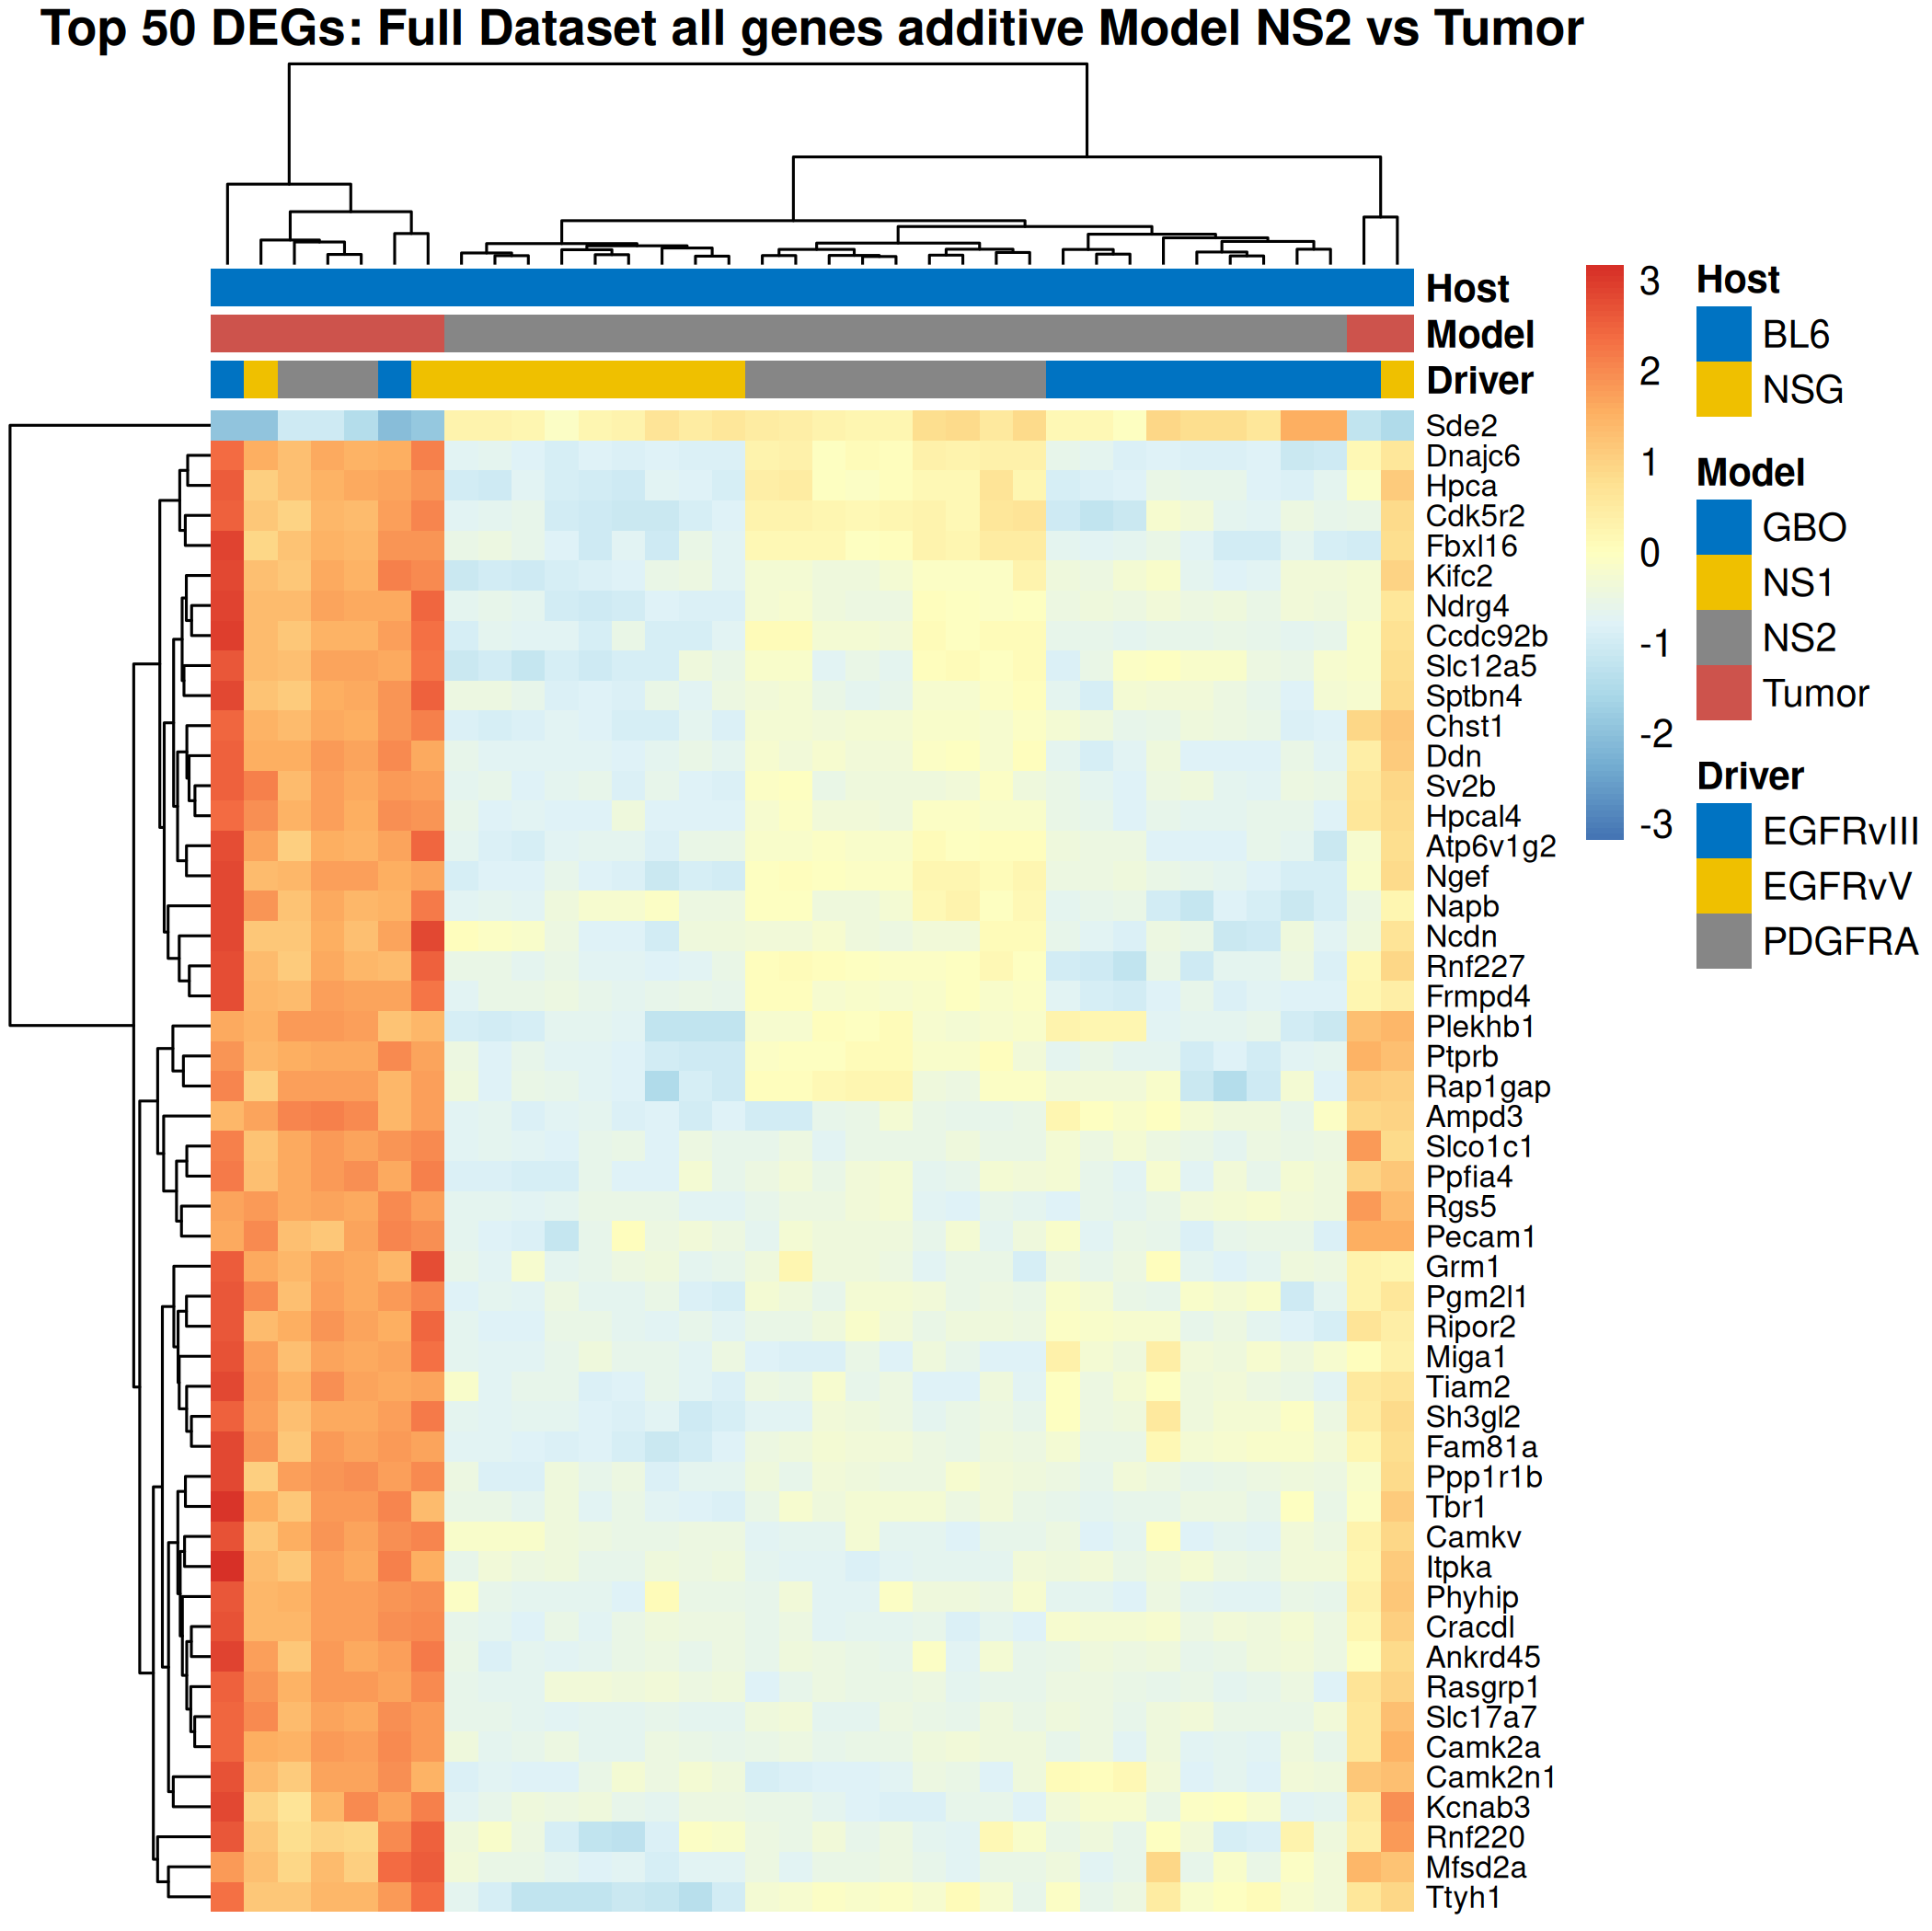 Top 50 DEGs: Full Dataset all genes additive Model NS2 vs Tumor
Host
Model
Driver
Sde2
Dnajc6
Hpca
Cdk5r2
Fbxl16
Kifc2
Ndrg4
Ccdc92b
Slc12a5
Sptbn4
Chst1
Ddn
Sv2b
Hpcal4
Atp6v1g2
Ngef
Napb
Ncdn
Rnf227
Frmpd4
Plekhb1
Ptprb
Rap1gap
Ampd3
Slco1c1
Ppfia4
Rgs5
Pecam1
Grm1
Pgm2l1
Ripor2
Miga1
Tiam2
Sh3gl2
Fam81a
Ppp1r1b
Tbr1
Camkv
Itpka
Phyhip
Cracdl
Ankrd45
Rasgrp1
Slc17a7
Camk2a
Camk2n1
Kcnab3
Rnf220
Mfsd2a
Ttyh1
3
2
1
0
-1
-2
-3
Host
BL6
NSG
Model
GBO
NS1
NS2
Tumor
Driver
EGFRvIII
EGFRvV
PDGFRA